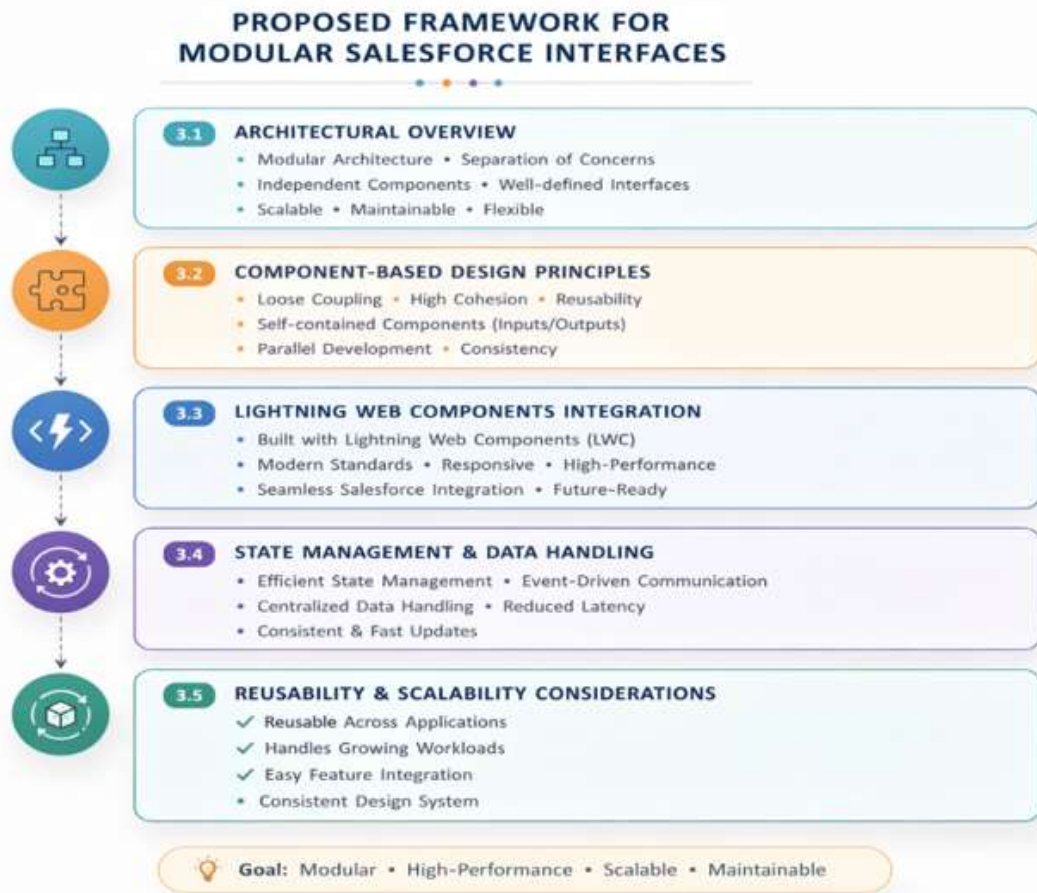 PROPOSED FRAMEWORK FOR
MODULAR SALESFORCE INTERFACES
3.1 ARCHITECTURAL OVERVIEW
• Modular Architecture • Separation of Concerns
• Independent Components • Well-defined Interfaces
• Scalable • Maintainable • Flexible
3.2 COMPONENT-BASED DESIGN PRINCIPLES
• Loose Coupling • High Cohesion • Reusability
• Self-contained Components (Inputs/Outputs)
• Parallel Development • Consistency
3.3 LIGHTNING WEB COMPONENTS INTEGRATION
• Built with Lightning Web Components (LWC)
• Modern Standards • Responsive • High-Performance
• Seamless Salesforce Integration • Future-Ready
3.4 STATE MANAGEMENT & DATA HANDLING
• Efficient State Management • Event-Driven Communication
• Centralized Data Handling • Reduced Latency
• Consistent & Fast Updates
3.5 REUSABILITY & SCALABILITY CONSIDERATIONS
✓ Reusable Across Applications
✓ Handles Growing Workloads
✓ Easy Feature Integration
• Consistent Design System
Goal: Modular • High-Performance • Scalable • Maintainable